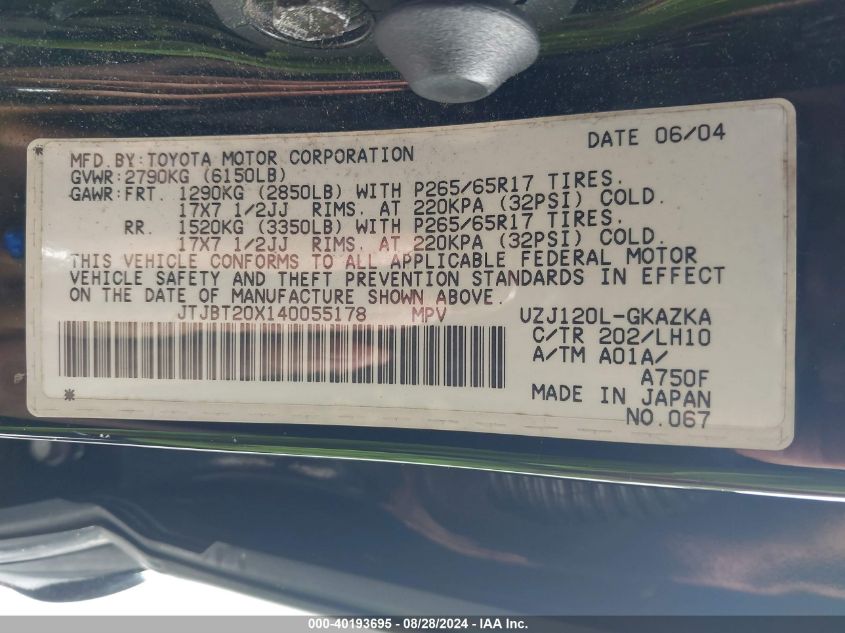 DATE 06/04
MFD.BY:TOYOTA MOTOR CORPORATION
GVWR:2790KG (6150LB)
GAWR:FRT. 1290KG (2850LB) WITH P265/65R17 TIRES.
17X7 1/2JJ RIMS. AT 220KPA (32PSI) COLD.
RR. 1520KG (3350LB) WITH P265/65R17 TIRES.
17X7 1/2JJ RIMS. AT 220KPA (32PSI) COLD.
THIS VEHICLE CONFORMS TO ALL APPLICABLE FEDERAL MOTOR
VEHICLE SAFETY AND THEFT PREVENTION STANDARDS IN EFFECT
ON THE DATE OF MANUFACTURE SHOWN ABOVE.
JTJBT20X140055178 MPV UZJ120L-GKAZKA
C/TR 202/LH10
A/TM A01A/
A750F
MADE IN JAPAN
NO.067
000-40193695 - 08/28/2024 - IAA Inc.